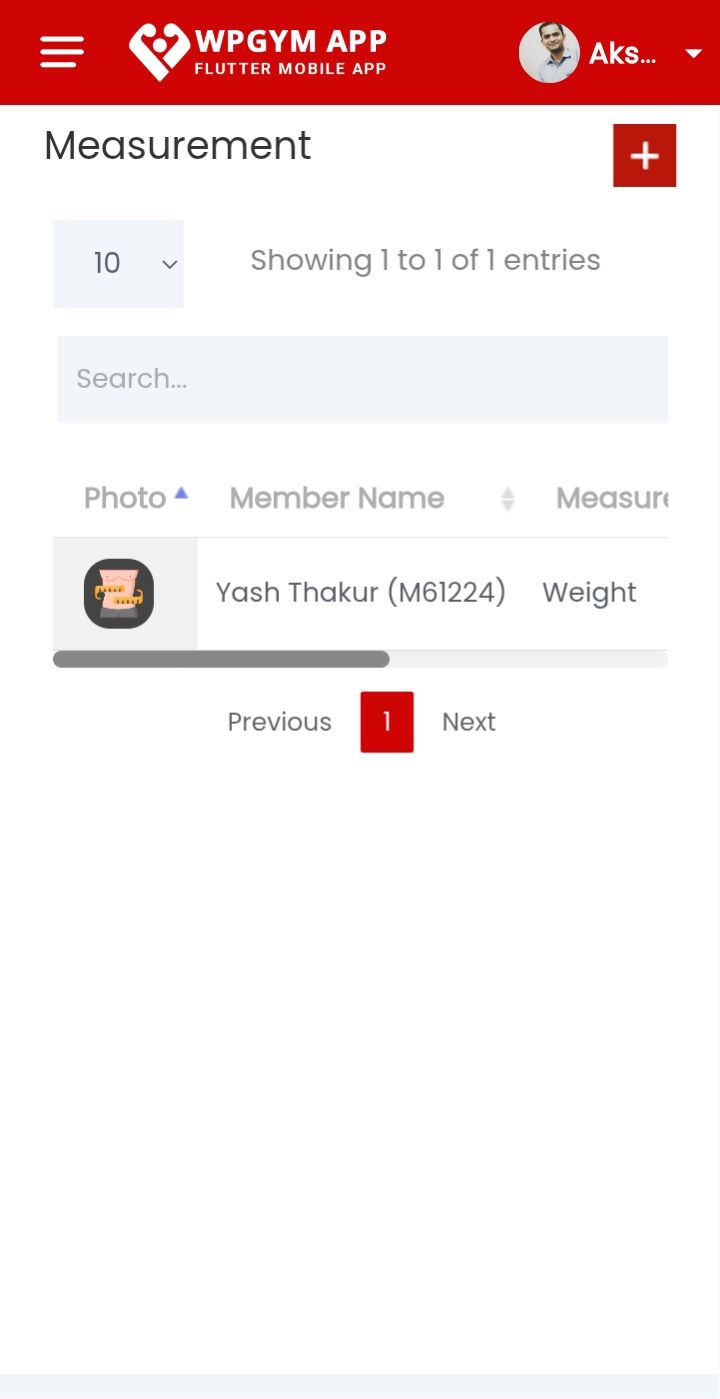 WPGYM APP
FLUTTER MOBILE APP
Aks...
Measurement
+
10
Showing 1 to 1 of 1 entries
Search...
Photo Member Name Measure
Yash Thakur (M61224) Weight
Previous 1 Next